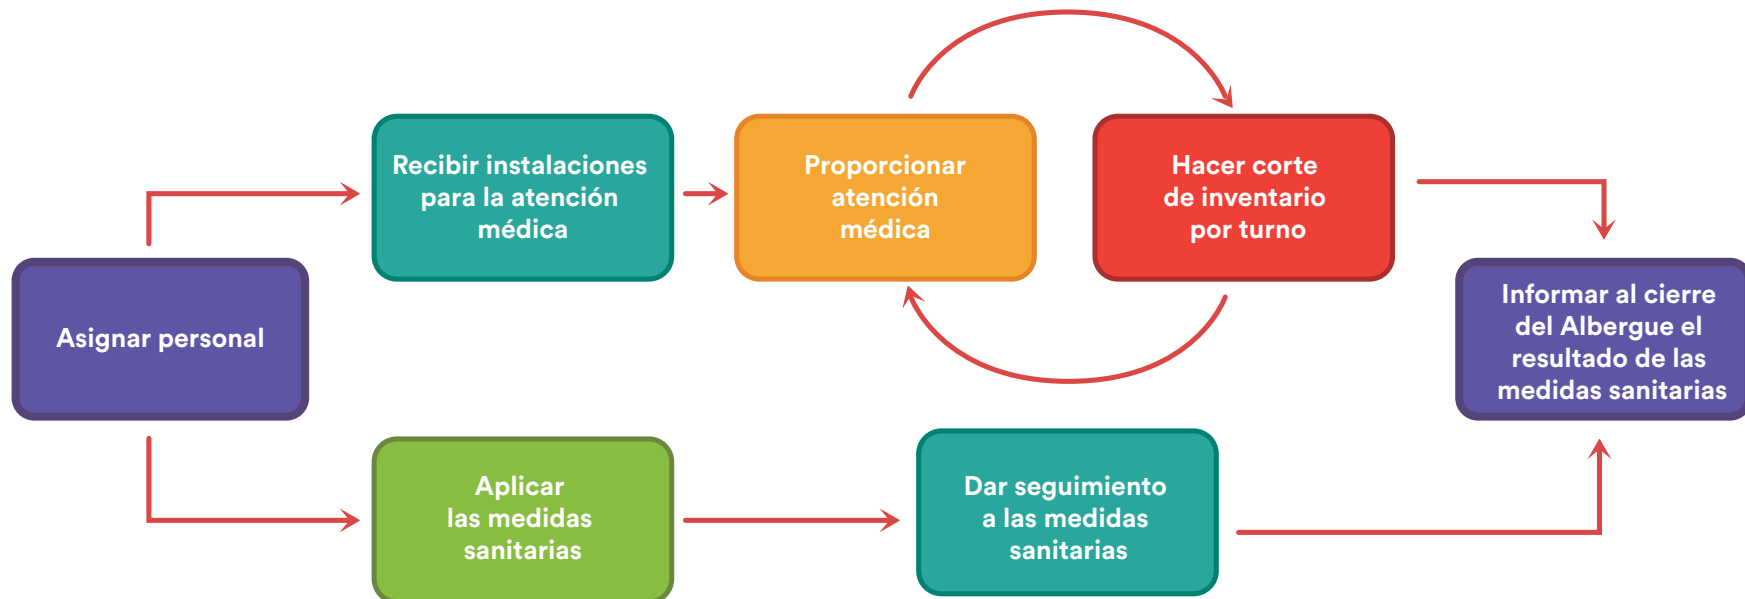 Asignar personal
Recibir instalaciones
para la atención
médica
Proporcionar
atención
médica
Hacer corte
de inventario
por turno
Aplicar
las medidas
sanitarias
Dar seguimiento
a las medidas
sanitarias
Informar al cierre
del Albergue el
resultado de las
medidas sanitarias